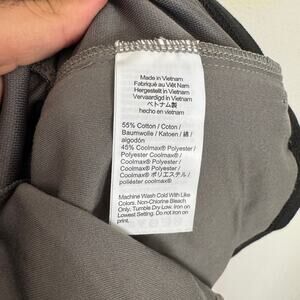 Made in Vietnam
Fabriqué au Viêt Nam
Hergestellt in Vietnam
Vervaardigd in Vietnam
ベトナム製
hecho en vietnam
55% Cotton / Coton /
Baumwolle / Katoen / 綿 /
algodón
45% Coolmax® Polyester /
Polyester Coolmax® /
Coolmax® Polyester /
Coolmax® Polyester /
Coolmax® ポリエステル /
poliéster coolmax®
Machine Wash Cold With Like
Colors. Non-Chlorine Bleach
Only. Tumble Dry Low. Iron on
Lowest Setting. Do not iron on
print.